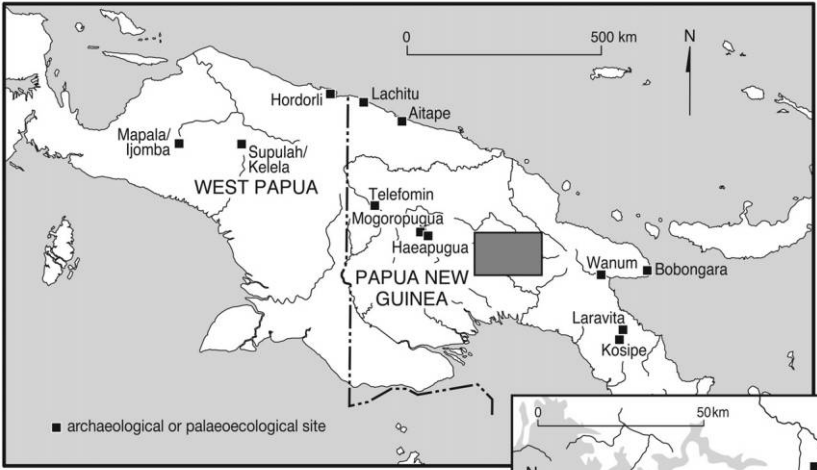 0
500 km
N
Hordorli
Lachitu
Aitape
Mapala/
Ijomba
Supulah/
Kelela
WEST PAPUA
Telefomin
Mogoropugua
Haeapugua
PAPUA NEW
GUINEA
Wanum
Bobongara
Laravita
Kosipe
archaeological or palaeoecological site
0
50km
N